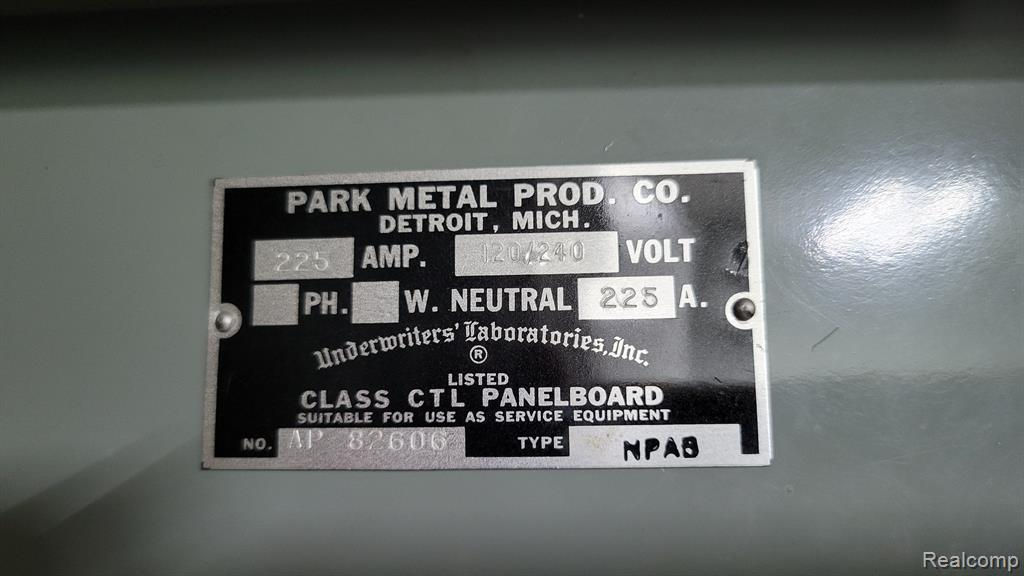 PARK METAL PROD. CO.
DETROIT, MICH.
225 AMP. 120/240 VOLT
PH. W. NEUTRAL 225 A.
Underwriters' Laboratories, Inc.
®
LISTED
CLASS CTL PANELBOARD
SUITABLE FOR USE AS SERVICE EQUIPMENT
NO. AP 82606 TYPE NPAB
Realcomp